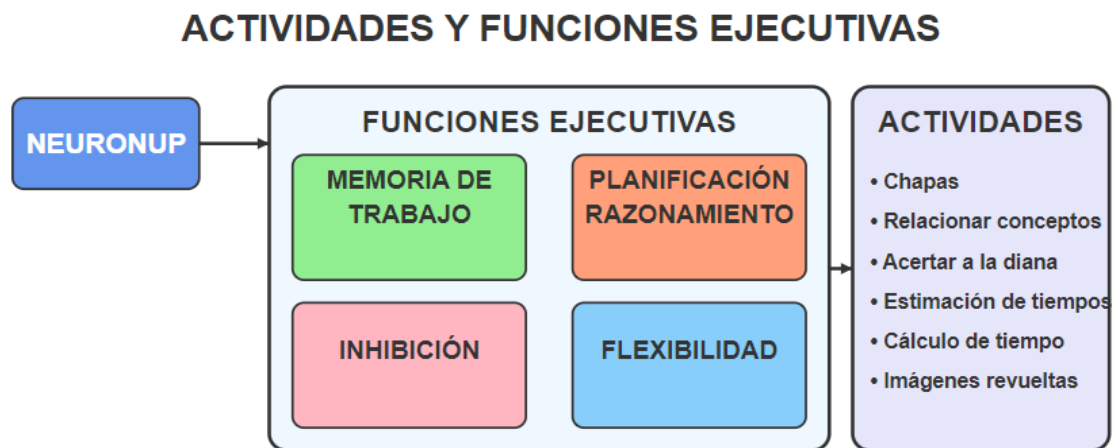 ACTIVIDADES Y FUNCIONES EJECUTIVAS
NEURONUP
FUNCIONES EJECUTIVAS
MEMORIA DE
TRABAJO
PLANIFICACIÓN
RAZONAMIENTO
INHIBICIÓN
FLEXIBILIDAD
ACTIVIDADES
• Chapas
• Relacionar conceptos
• Acertar a la diana
• Estimación de tiempos
• Cálculo de tiempo
• Imágenes revueltas